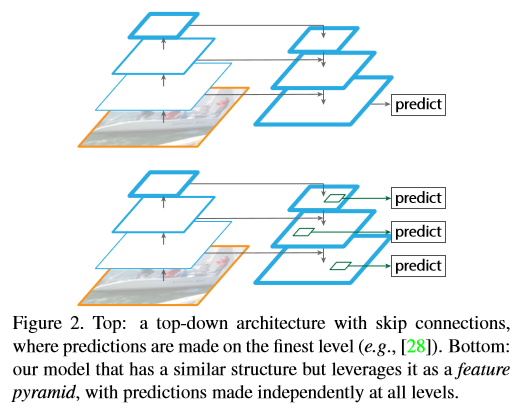 predict
predict
predict
predict
Figure 2. Top: a top-down architecture with skip connections,
where predictions are made on the finest level (e.g., [28]). Bottom:
our model that has a similar structure but leverages it as a feature
pyramid, with predictions made independently at all levels.